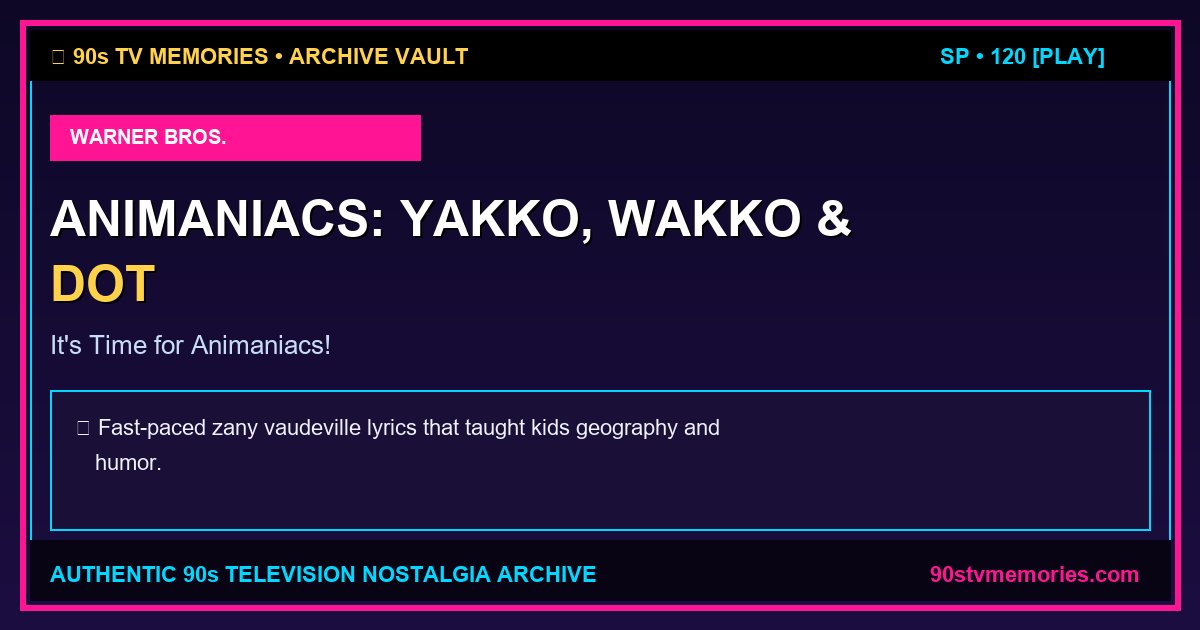 90s TV MEMORIES • ARCHIVE VAULT
SP • 120 [PLAY]
WARNER BROS.
ANIMANIACS: YAKKO, WAKKO &
DOT
It's Time for Animaniacs!
Fast-paced zany vaudeville lyrics that taught kids geography and
humor.
AUTHENTIC 90s TELEVISION NOSTALGIA ARCHIVE
90stvmemories.com